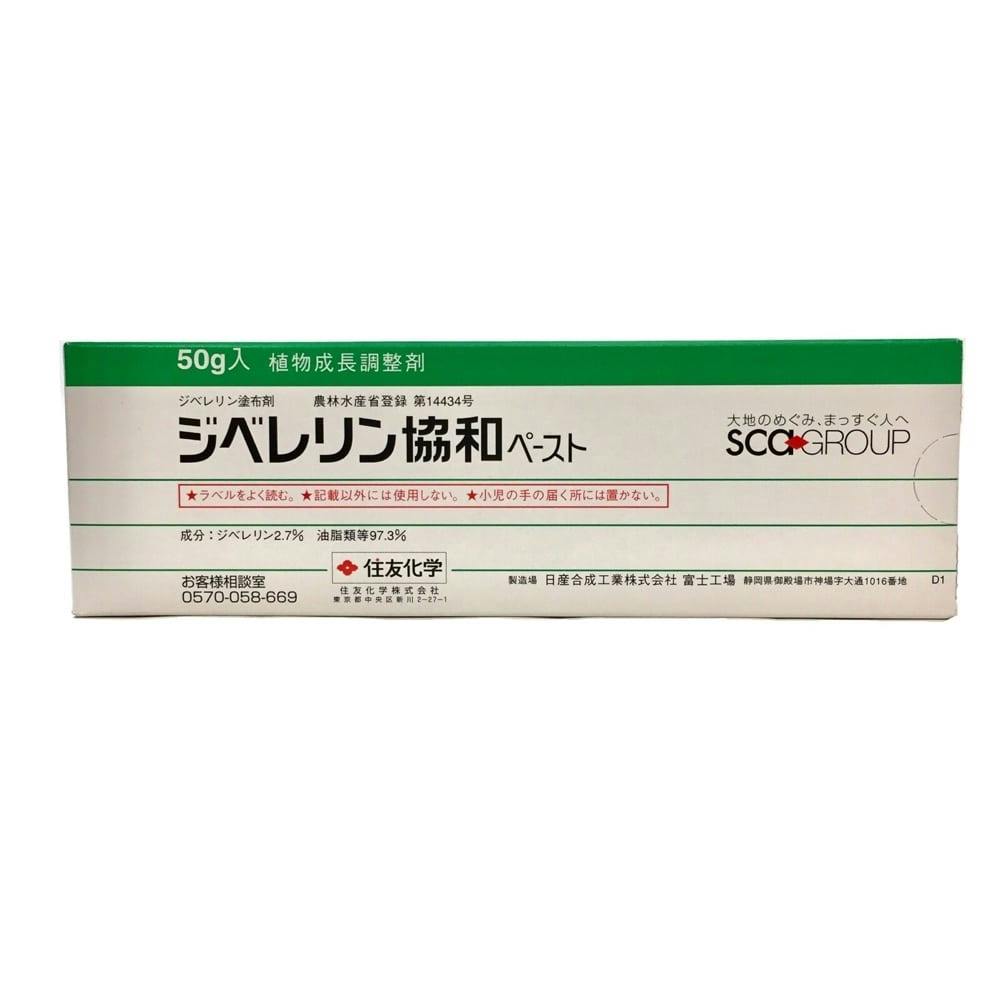 50g入 植物成長調整剤
ジベレリン塗布剤 農林水産省登録 第14434号
ジベレリン協和ペースト
大地のめぐみ、まっすぐ人へ
sca GROUP
★ラベルをよく読む。★記載以外には使用しない。★小児の手の届く所には置かない。
成分：ジベレリン2.7% 油脂類等97.3%
お客様相談室
0570-058-669
住友化学
住友化学株式会社
東京都中央区新川2-27-1
製造場 日産合成工業株式会社 富士工場 静岡県御殿場市神場字大通1016番地 D1